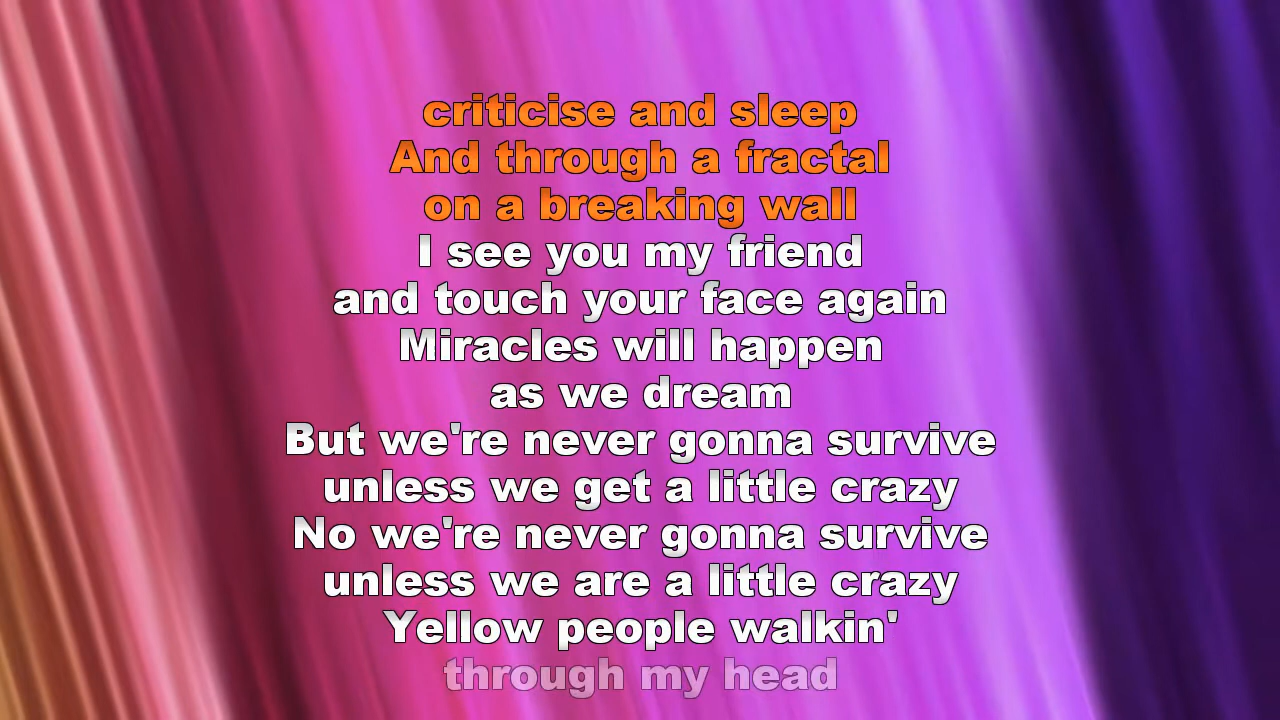 criticise and sleep
And through a fractal
on a breaking wall
I see you my friend
and touch your face again
Miracles will happen
as we dream
But we're never gonna survive
unless we get a little crazy
No we're never gonna survive
unless we are a little crazy
Yellow people walkin'
through my head